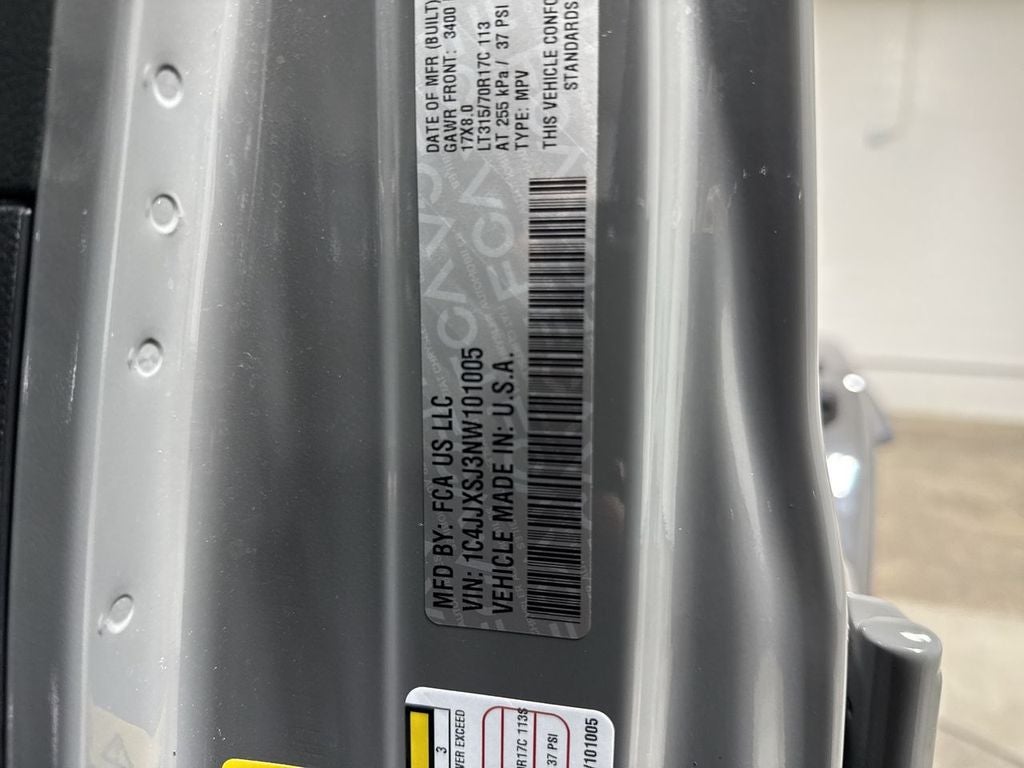 MFD BY: FCA US LLC
VIN: 1C4JJXSJ3NW101005
VEHICLE MADE IN: U.S.A.
DATE OF MFR (BUILT)
GAWR FRONT: 3400
17X8.0
LT315/70R17C 113
AT 255 kPa / 37 PSI
TYPE: MPV
THIS VEHICLE CONFO
STANDARDS
3
VER EXCEED
0R17C 113S
37 PSI
/101005